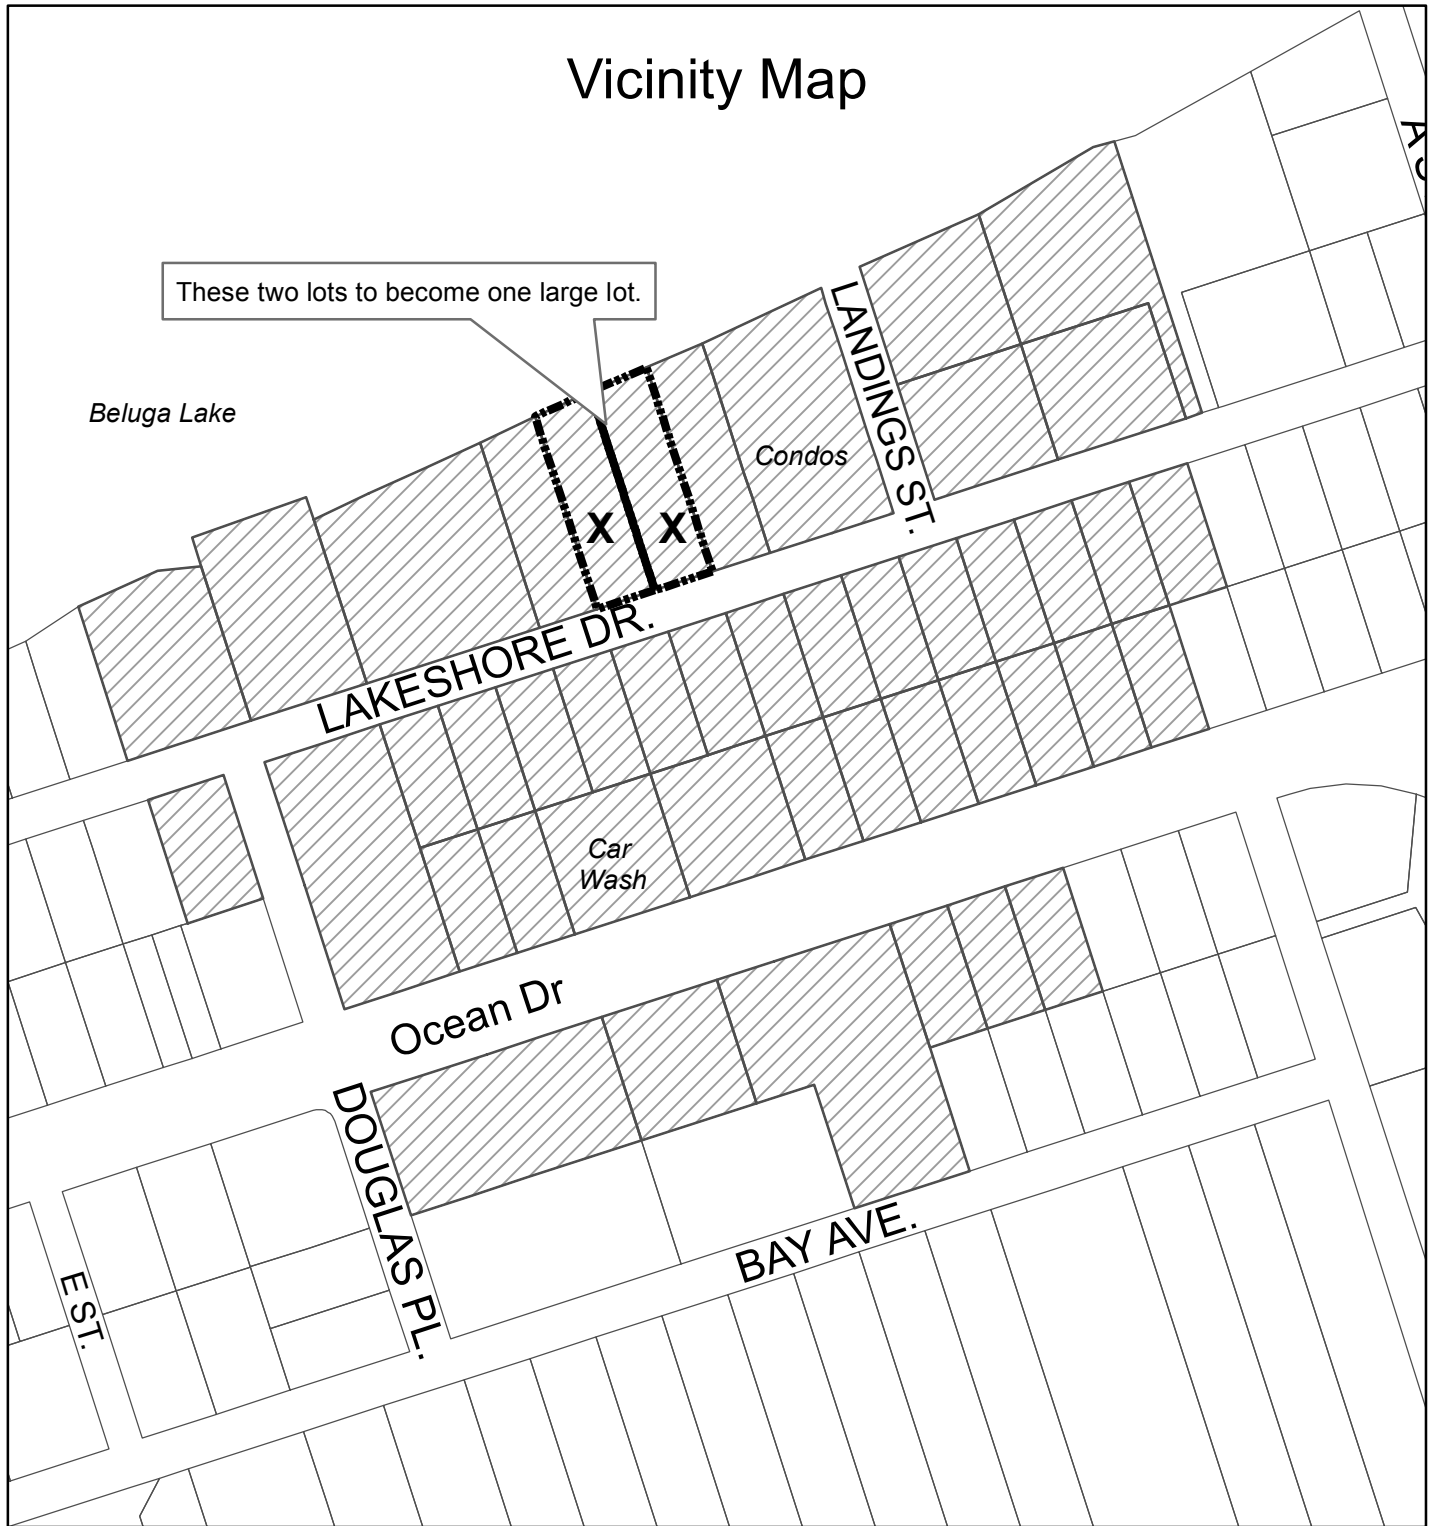 Vicinity Map
These two lots to become one large lot.
Beluga Lake
LANDINGS ST.
Condos
X X
LAKESHORE DR.
Car
Wash
Ocean Dr
DOUGLAS PL.
BAY AVE.
E ST.